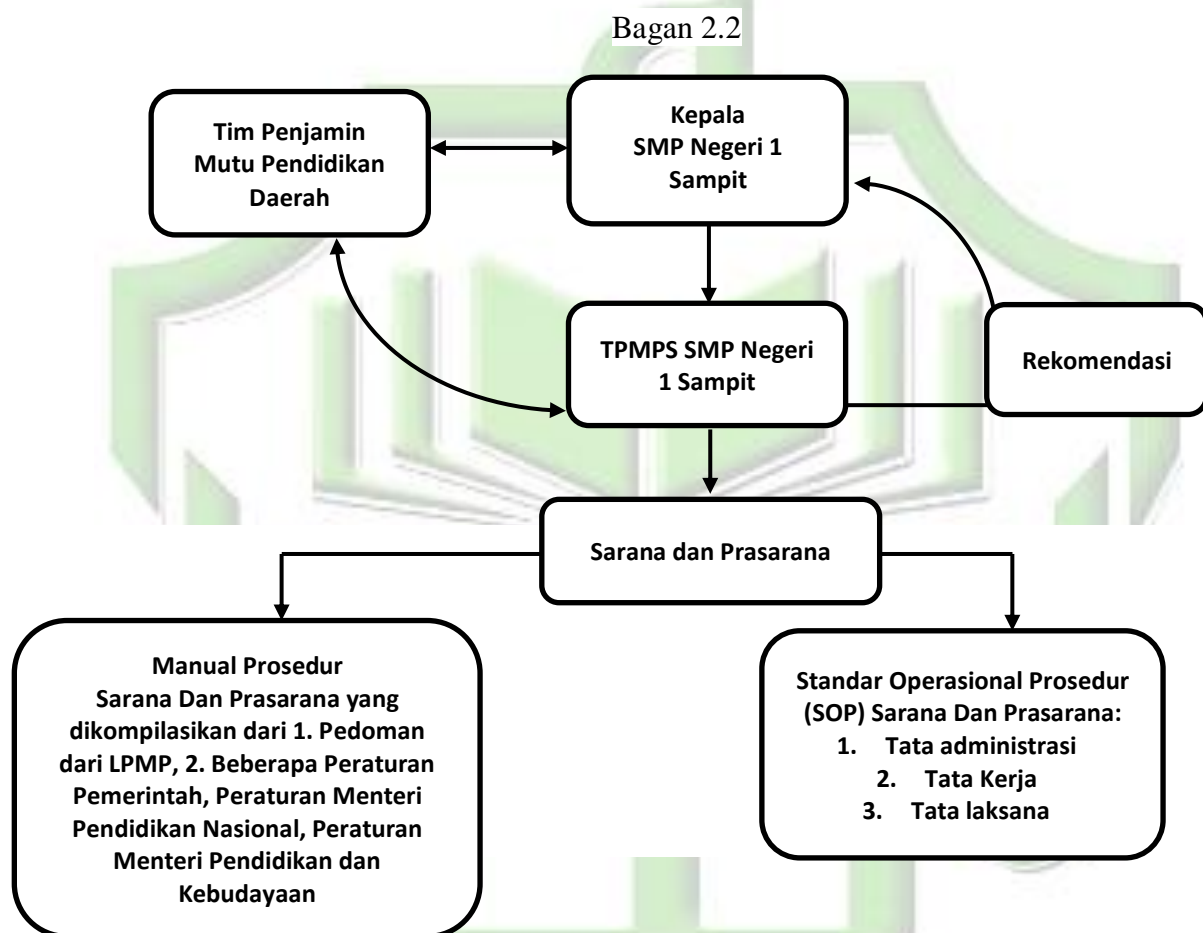 Bagan 2.2
Tim Penjamin
Mutu Pendidikan
Daerah
Kepala
SMP Negeri 1
Sampit
TPMPS SMP Negeri
1 Sampit
Rekomendasi
Sarana dan Prasarana
Manual Prosedur
Sarana Dan Prasarana yang
dikompilasikan dari 1. Pedoman
dari LPMP, 2. Beberapa Peraturan
Pemerintah, Peraturan Menteri
Pendidikan Nasional, Peraturan
Menteri Pendidikan dan
Kebudayaan
Standar Operasional Prosedur
(SOP) Sarana Dan Prasarana:
1. Tata administrasi
2. Tata Kerja
3. Tata laksana